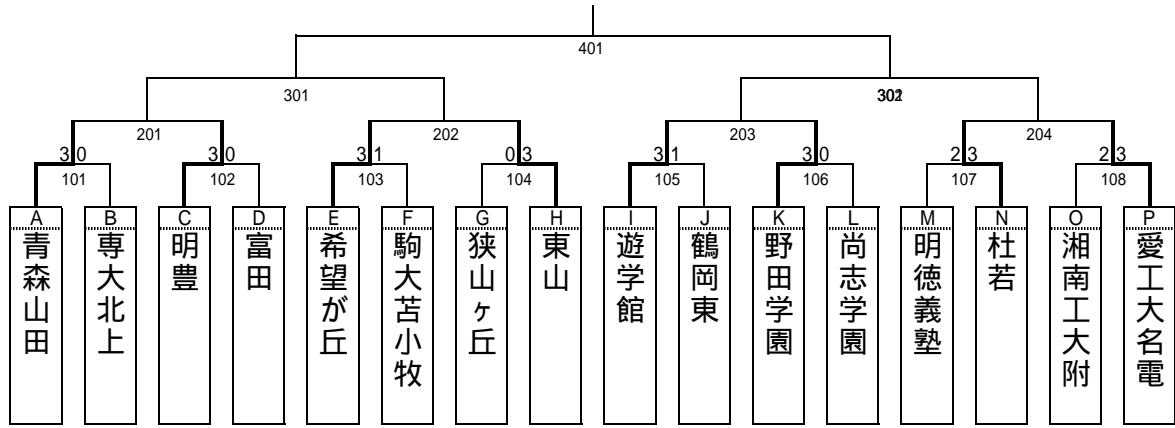 401
301
302
201
202
203
204
3 0
3 0
3 1
0 3
3 1
3 0
2 3
2 3
101
102
103
104
105
106
107
108
A
B
C
D
E
F
G
H
I
J
K
L
M
N
O
P
青森山田
専大北上
明豊
富田
希望が丘
駒大苫小牧
狭山ヶ丘
東山
遊学館
鶴岡東
野田学園
尚志学園
明徳義塾
杜若
湘南工大附
愛工大名電